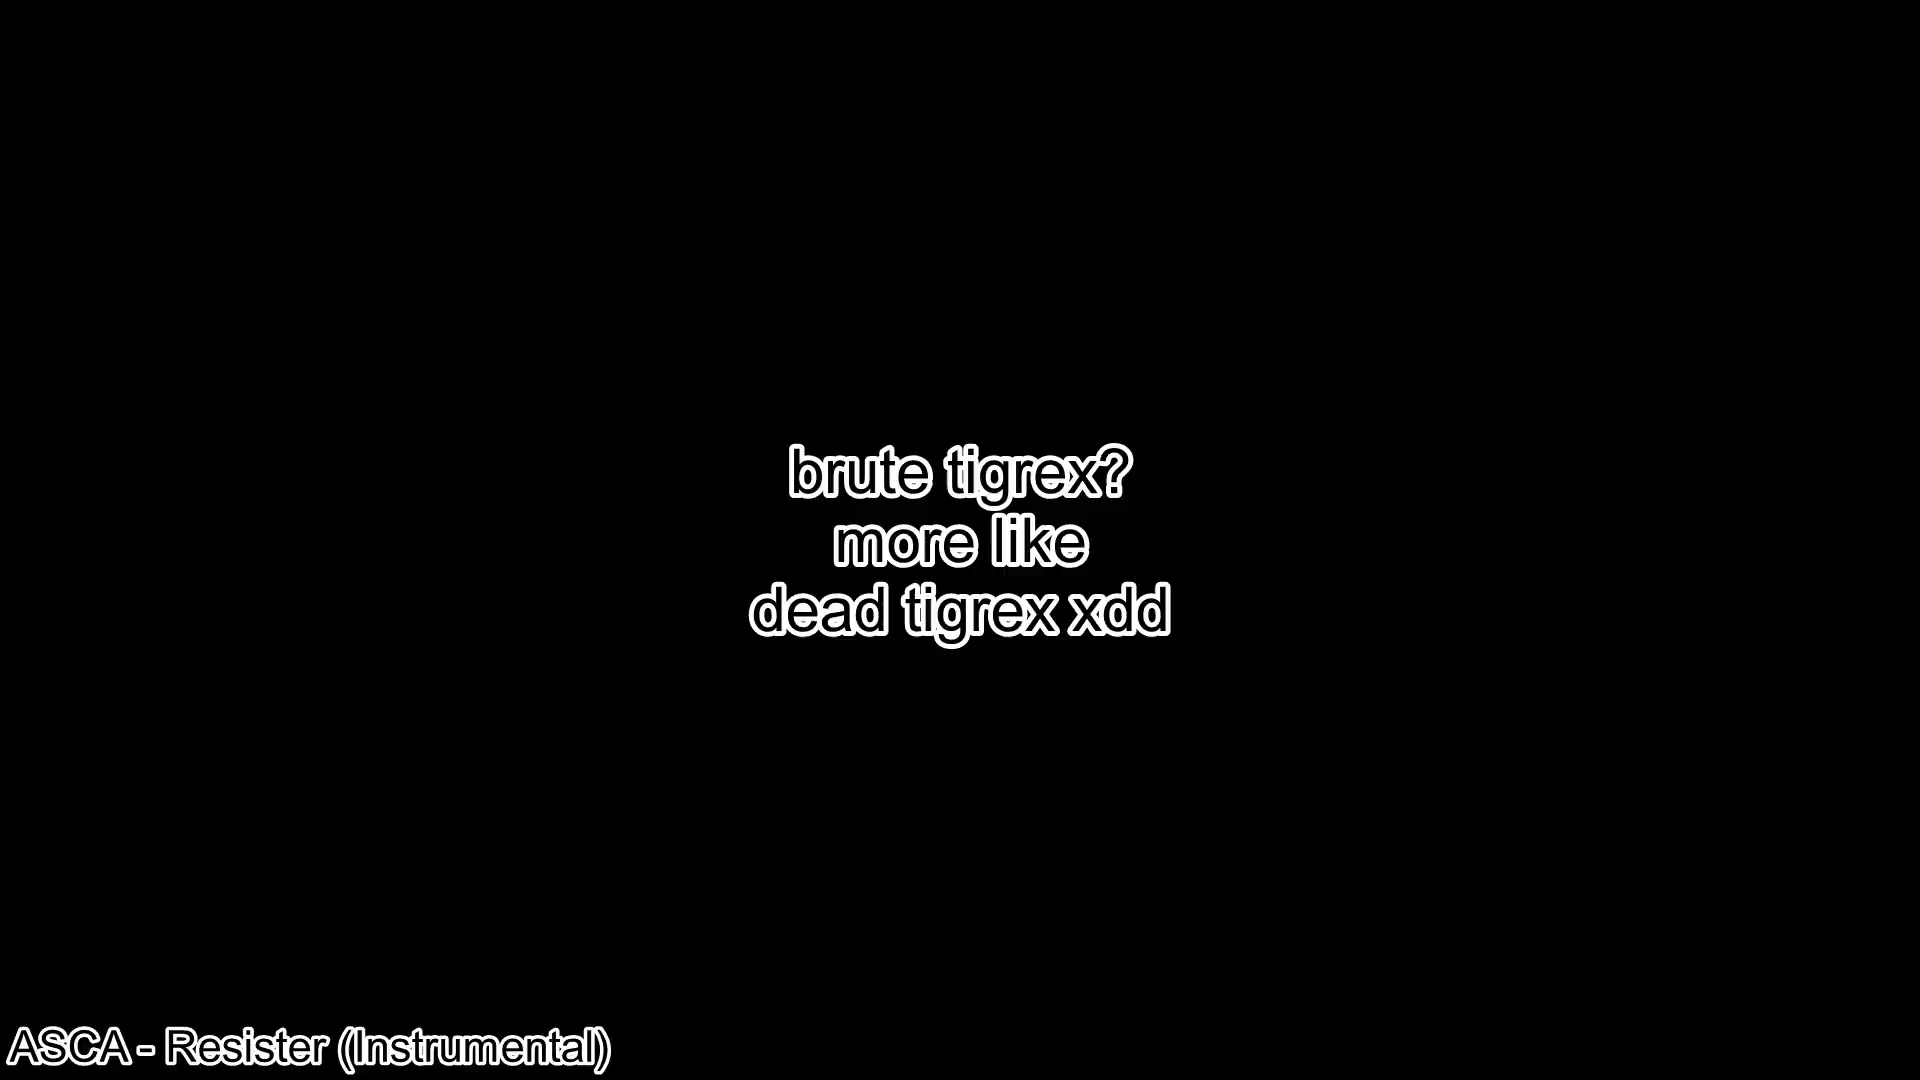 brute tigrex?
more like
dead tigrex xdd
ASCA - Resister (Instrumental)